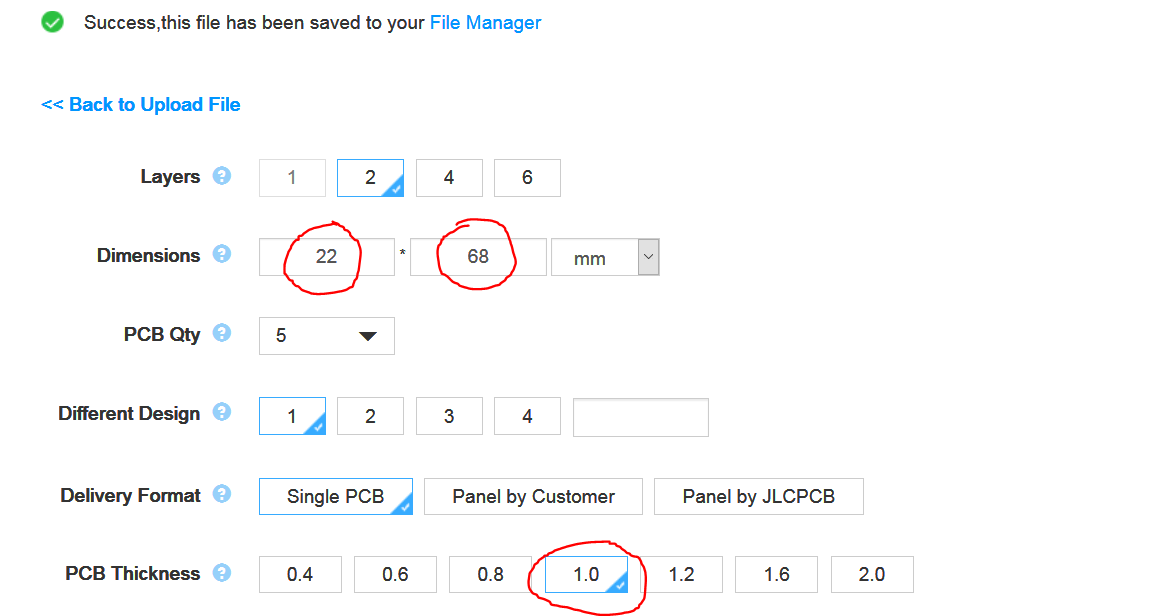 Success,this file has been saved to your File Manager
<< Back to Upload File
Layers ? 1 2 4 6
Dimensions ? 22 * 68 mm
PCB Qty ? 5
Different Design ? 1 2 3 4
Delivery Format ? Single PCB Panel by Customer Panel by JLCPCB
PCB Thickness ? 0.4 0.6 0.8 1.0 1.2 1.6 2.0